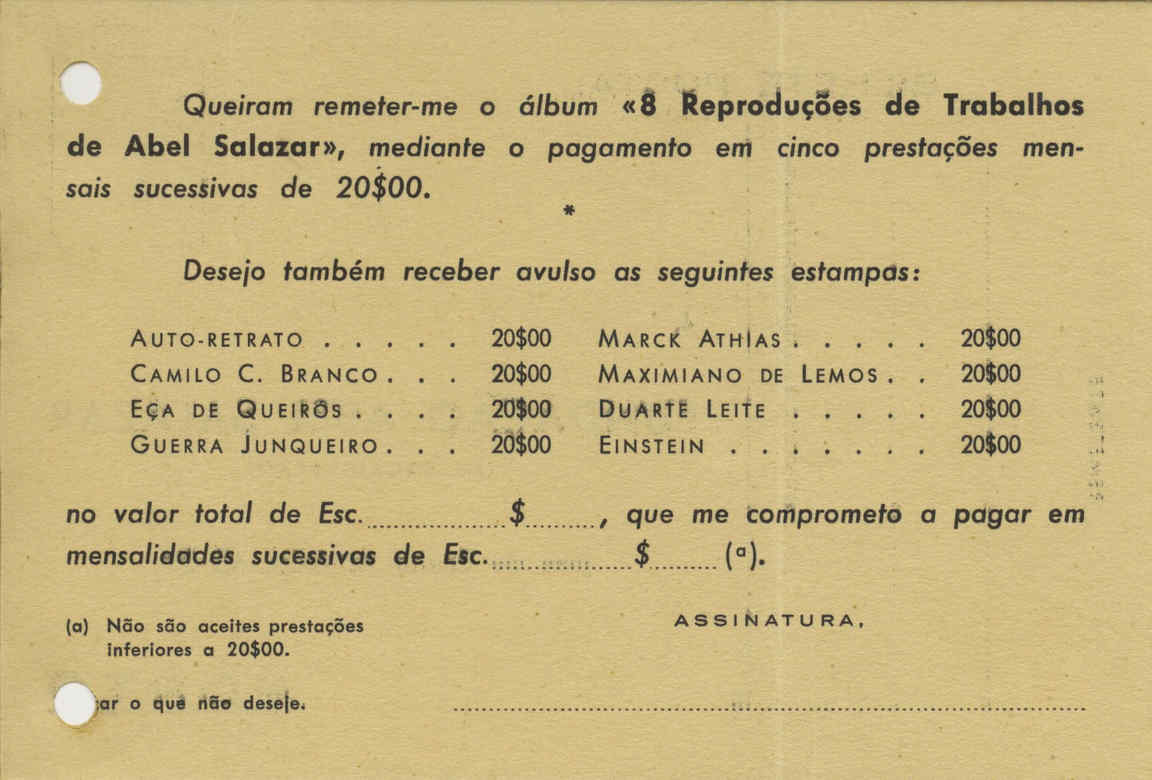 Queiram remeter-me o álbum «8 Reproduções de Trabalhos
de Abel Salazar», mediante o pagamento em cinco prestações men-
sais sucessivas de 20$00.
*
Desejo também receber avulso as seguintes estampas:
AUTO-RETRATO . . . . . 20$00 MARCK ATHIAS . . . . . 20$00
CAMILO C. BRANCO . . . 20$00 MAXIMIANO DE LEMOS . . 20$00
EÇA DE QUEIRÓS . . . . 20$00 DUARTE LEITE . . . . . 20$00
GUERRA JUNQUEIRO . . . 20$00 EINSTEIN . . . . . . . 20$00
no valor total de Esc. ............ $ ........, que me comprometo a pagar em
mensalidades sucessivas de Esc. ............ $ ........ (a).
(a) Não são aceites prestações
inferiores a 20$00.
ASSINATURA,
o que não deseje.